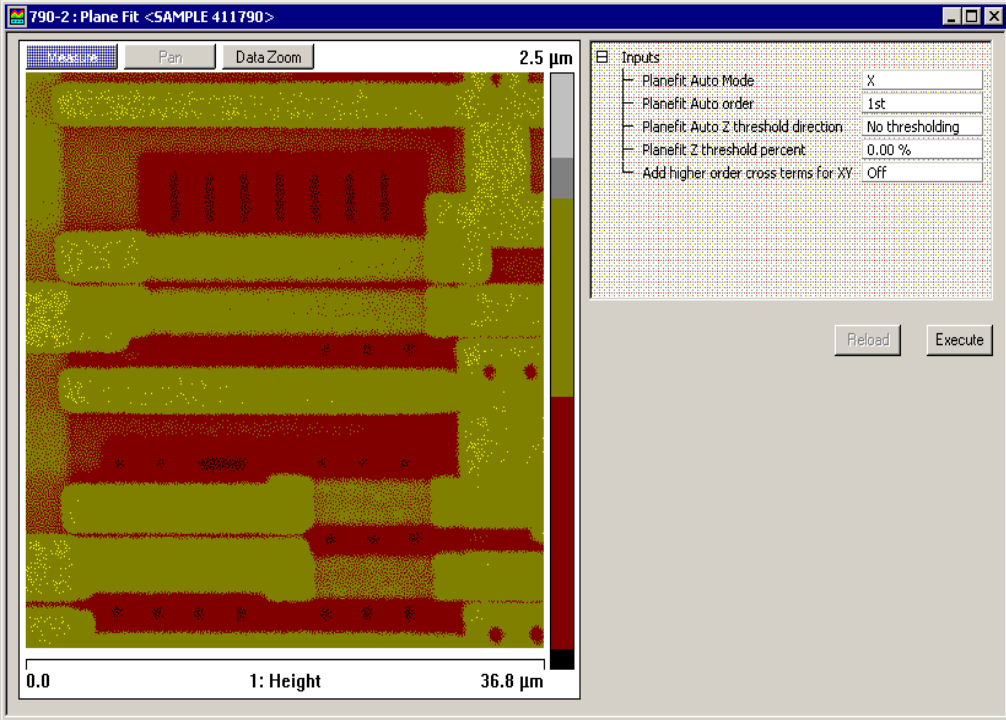 790-2 : Plane Fit <SAMPLE 411790>
Measure Pan Data Zoom 2.5 µm
0.0 1: Height 36.8 µm
Inputs
Planefit Auto Mode X
Planefit Auto order 1st
Planefit Auto Z threshold direction No thresholding
Planefit Z threshold percent 0.00 %
Add higher order cross terms for XY Off
Reload Execute